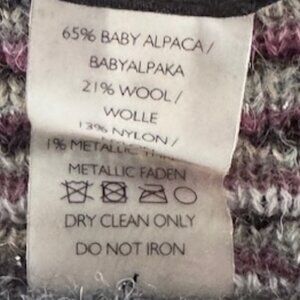 65% BABY ALPACA /
BABYALPAKA
21% WOOL /
WOLLE
13% NYLON /
1% METALLIC
METALLIC FADEN
DRY CLEAN ONLY
DO NOT IRON